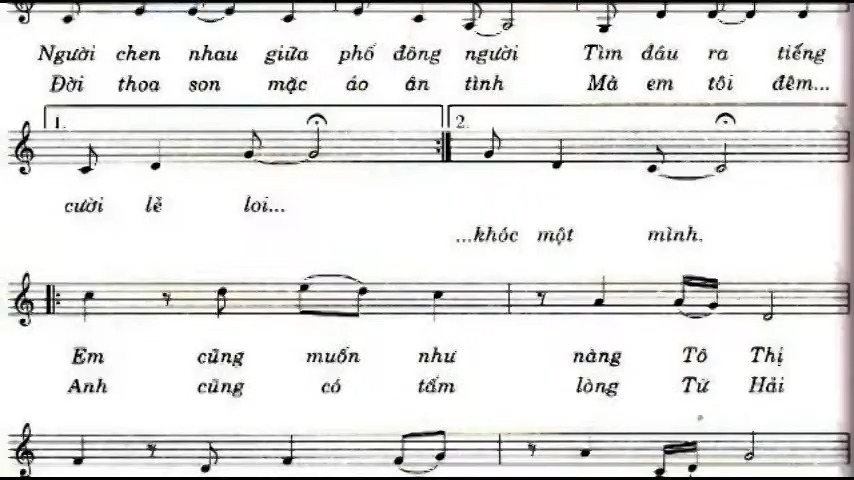 Người chen nhau giữa phố đông người Tìm đâu ra tiếng
Đời thoa son mặc áo ân tình Mà em tôi đêm...
1. 2.
cười lẻ loi...
...khóc một mình.
Em cũng muốn như nàng Tô Thị
Anh cũng có tấm lòng Từ Hải